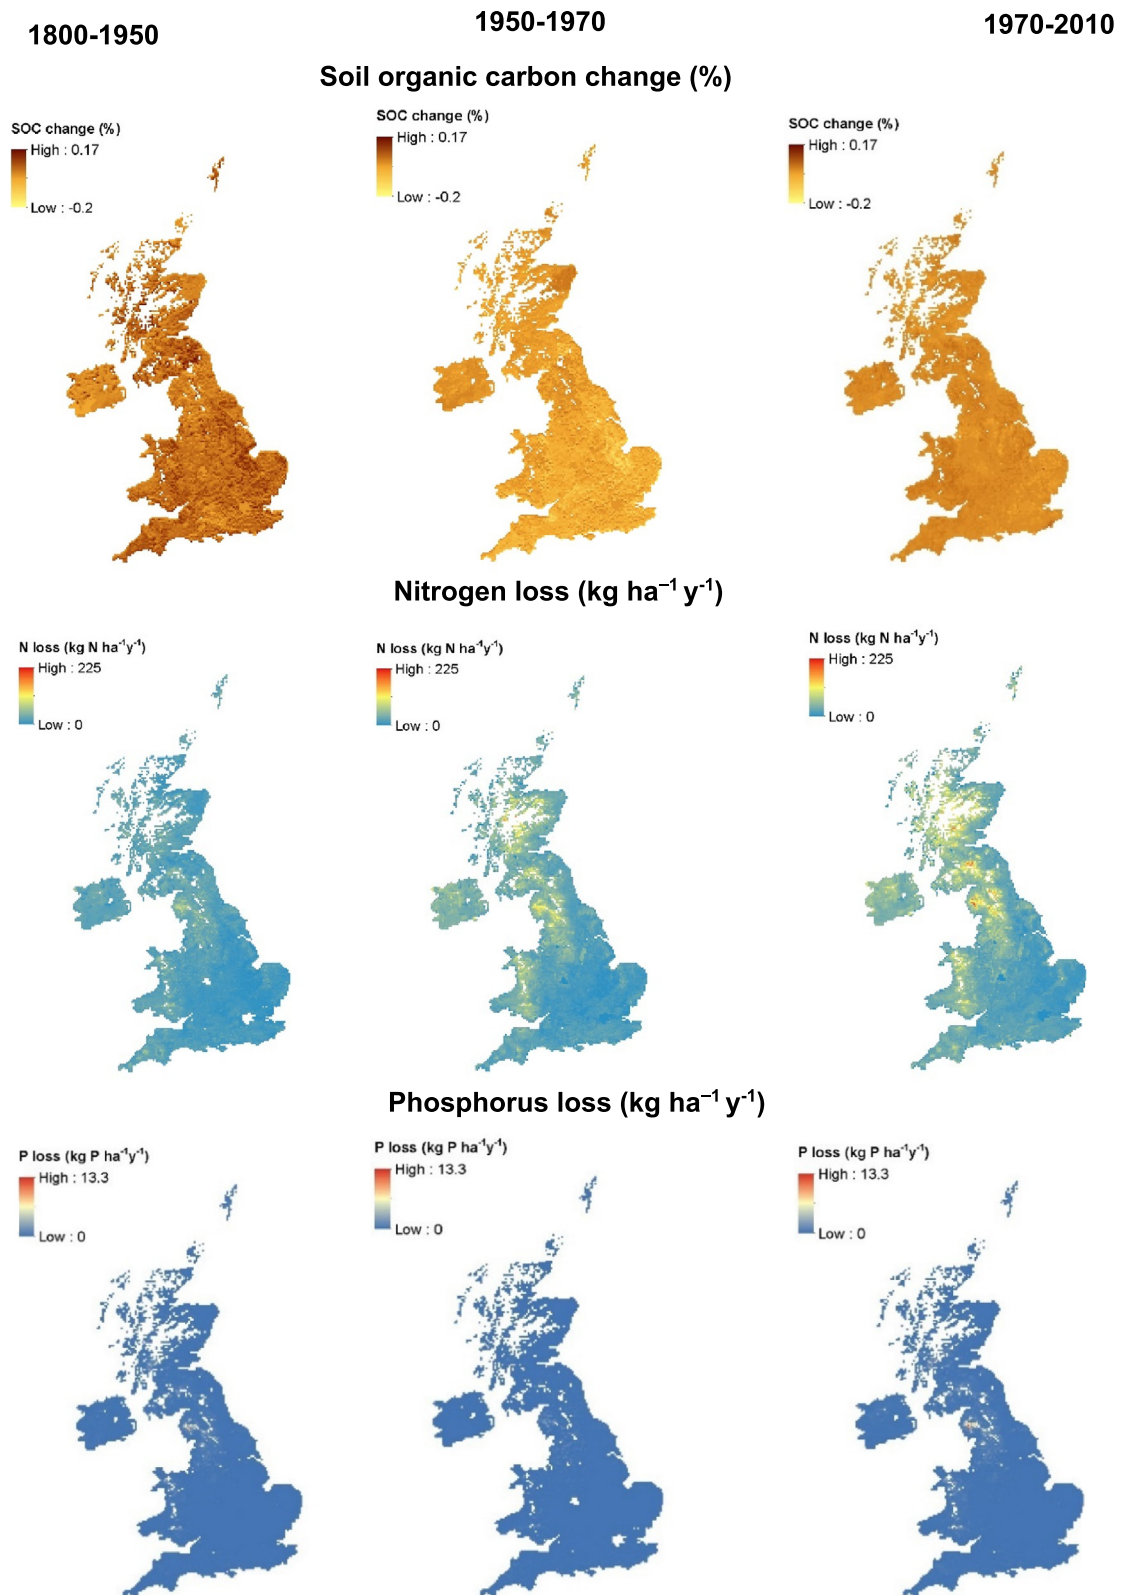 1800-1950
1950-1970
1970-2010
Soil organic carbon change (%)
SOC change (%)
High : 0.17
Low : -0.2
SOC change (%)
High : 0.17
Low : -0.2
SOC change (%)
High : 0.17
Low : -0.2
Nitrogen loss (kg ha⁻¹ y⁻¹)
N loss (kg N ha⁻¹y⁻¹)
High : 225
Low : 0
N loss (kg N ha⁻¹y⁻¹)
High : 225
Low : 0
N loss (kg N ha⁻¹y⁻¹)
High : 225
Low : 0
Phosphorus loss (kg ha⁻¹ y⁻¹)
P loss (kg P ha⁻¹y⁻¹)
High : 13.3
Low : 0
P loss (kg P ha⁻¹y⁻¹)
High : 13.3
Low : 0
P loss (kg P ha⁻¹y⁻¹)
High : 13.3
Low : 0